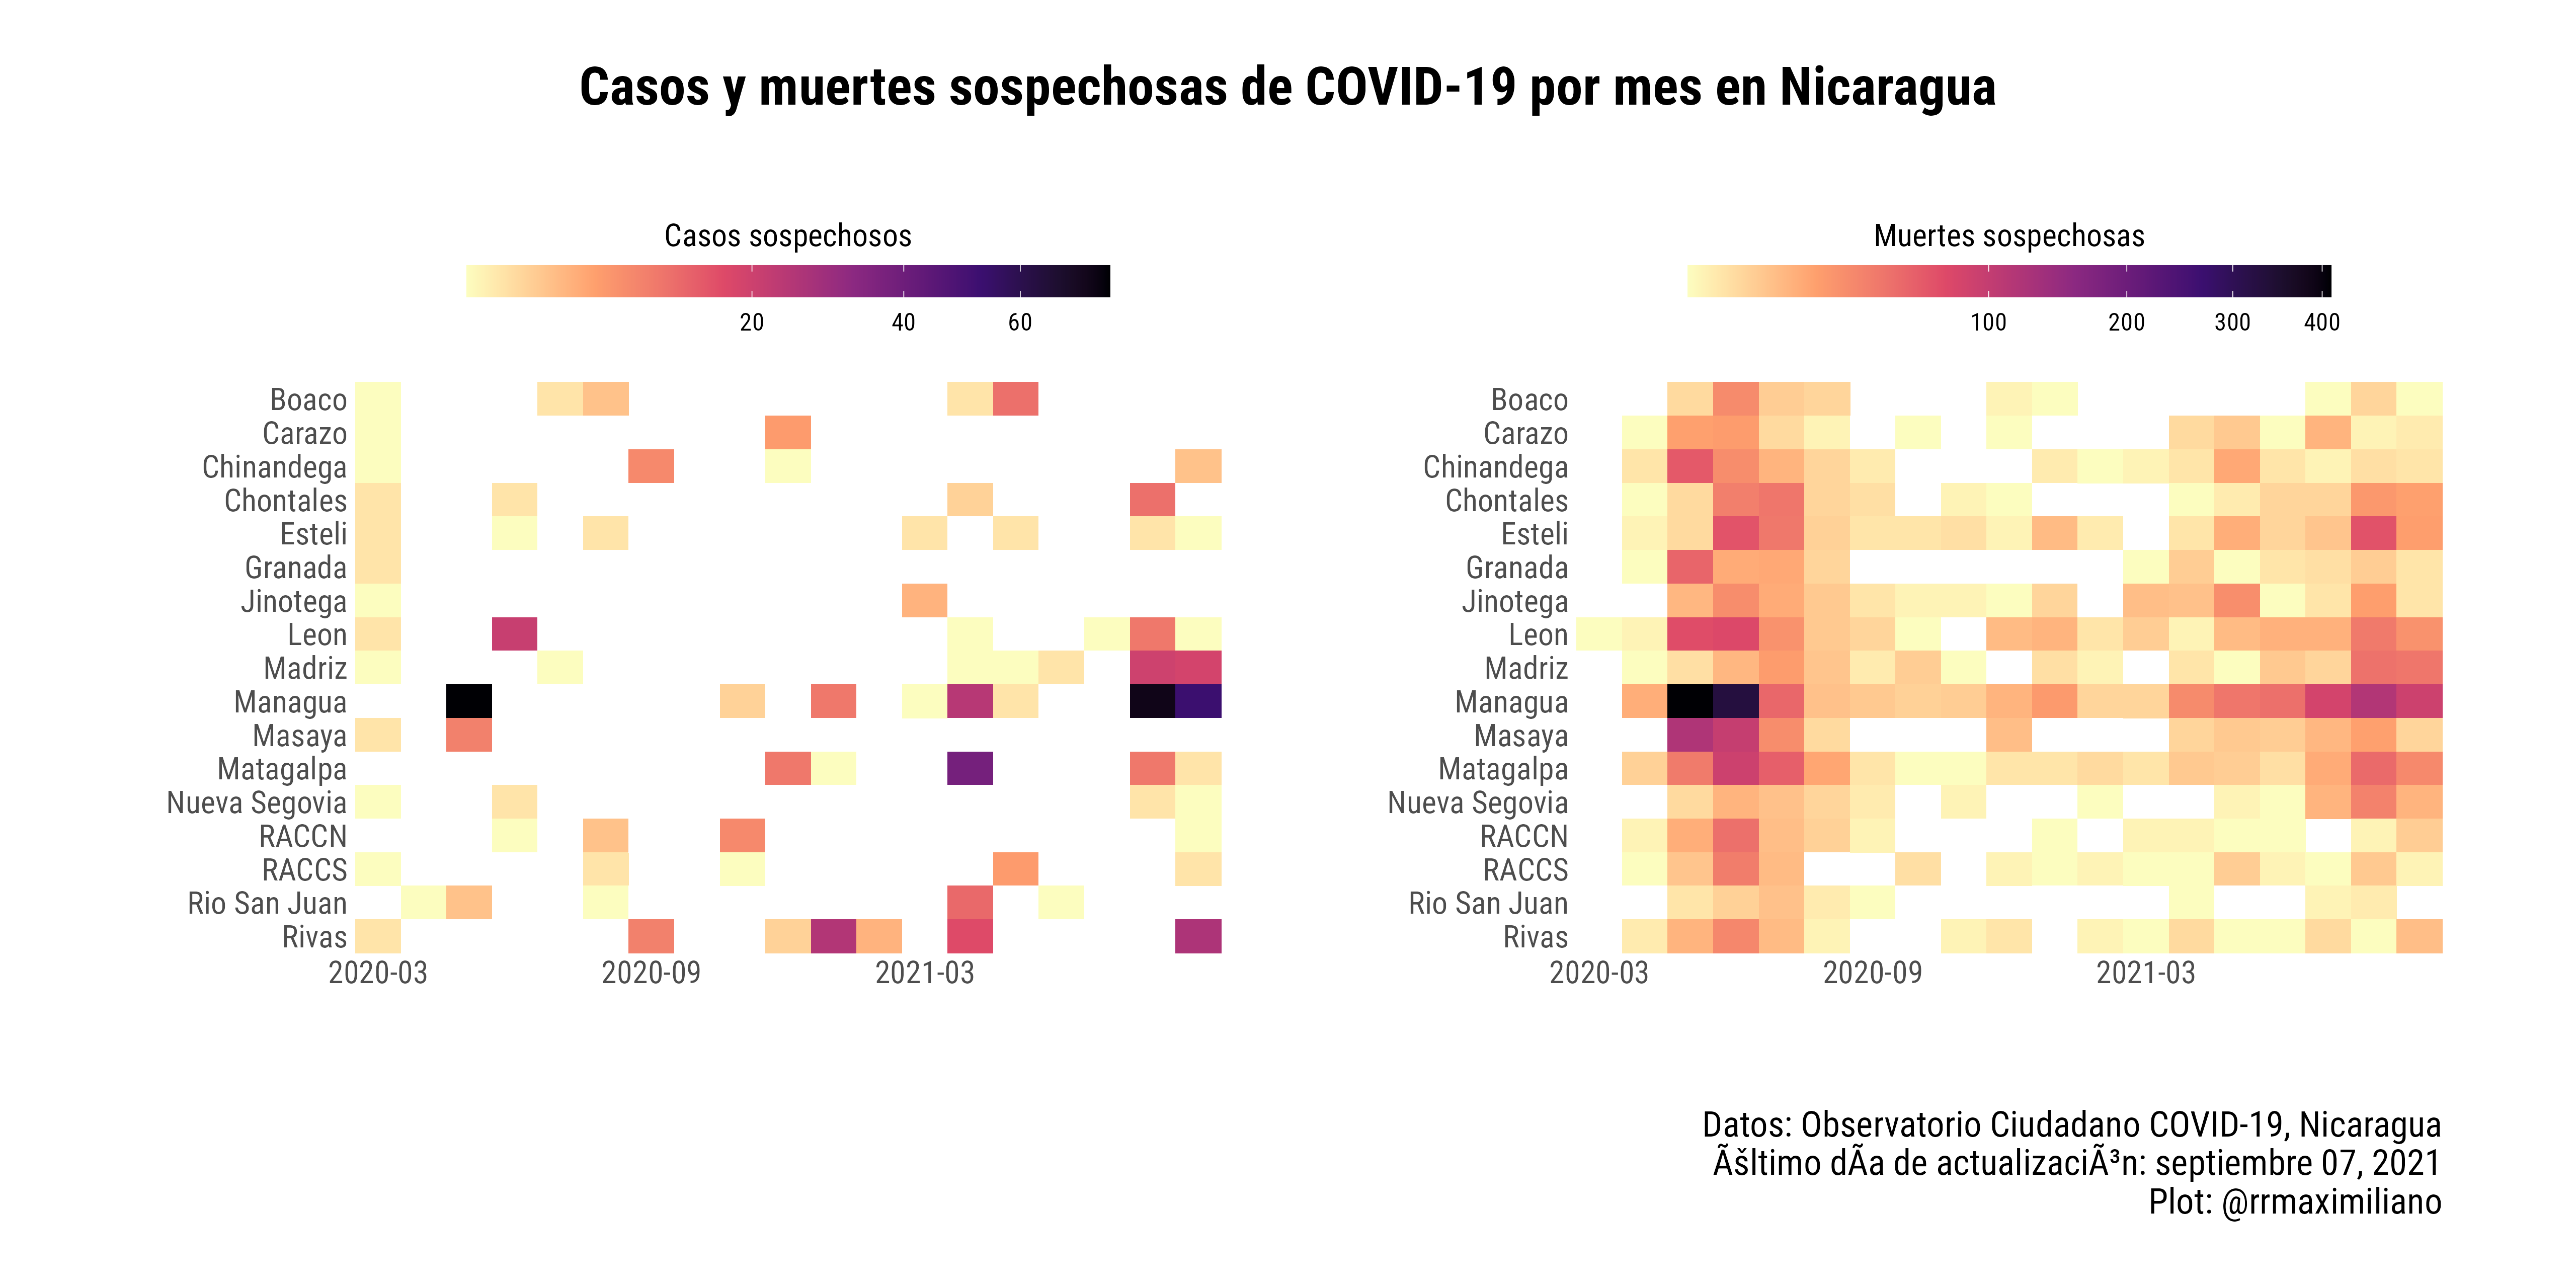 Casos y muertes sospechosas de COVID-19 por mes en Nicaragua
Casos sospechosos
20 40 60
Boaco
Carazo
Chinandega
Chontales
Esteli
Granada
Jinotega
Leon
Madriz
Managua
Masaya
Matagalpa
Nueva Segovia
RACCN
RACCS
Rio San Juan
Rivas
2020-03 2020-09 2021-03
Muertes sospechosas
100 200 300 400
Boaco
Carazo
Chinandega
Chontales
Esteli
Granada
Jinotega
Leon
Madriz
Managua
Masaya
Matagalpa
Nueva Segovia
RACCN
RACCS
Rio San Juan
Rivas
2020-03 2020-09 2021-03
Datos: Observatorio Ciudadano COVID-19, Nicaragua
Ãšltimo dÃa de actualizaciÃ³n: septiembre 07, 2021
Plot: @rrmaximiliano